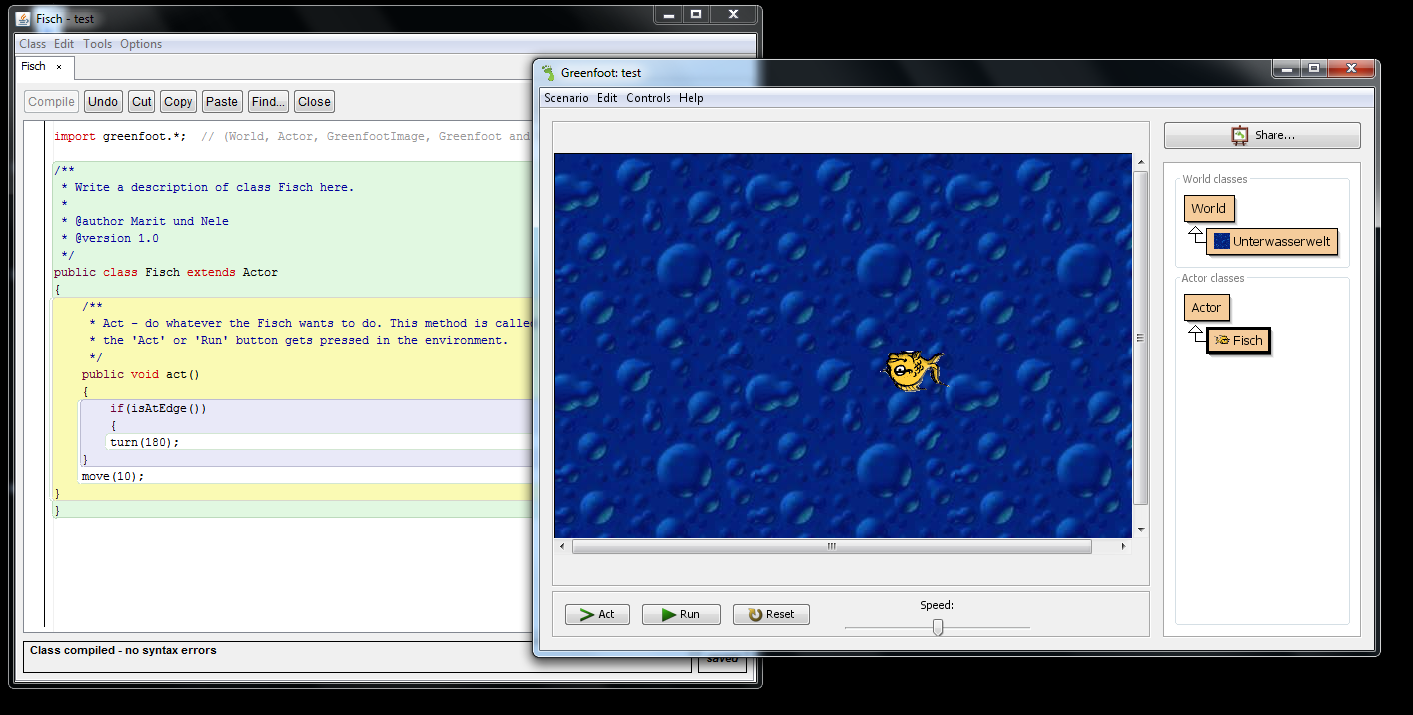 Fisch - test
Class Edit Tools Options
Fisch ×
Compile Undo Cut Copy Paste Find... Close
import greenfoot.*;  // (World, Actor, GreenfootImage, Greenfoot and
/**
 * Write a description of class Fisch here.
 *
 * @author Marit und Nele
 * @version 1.0
 */
public class Fisch extends Actor
{
    /**
     * Act - do whatever the Fisch wants to do. This method is called
     * the 'Act' or 'Run' button gets pressed in the environment.
     */
    public void act()
    {
        if(isAtEdge())
        {
        turn(180);
    }
    move(10);
}
}
Class compiled - no syntax errors
saved
Greenfoot: test
Scenario Edit Controls Help
Share...
World classes
World
Unterwasserwelt
Actor classes
Actor
Fisch
Act Run Reset
Speed: